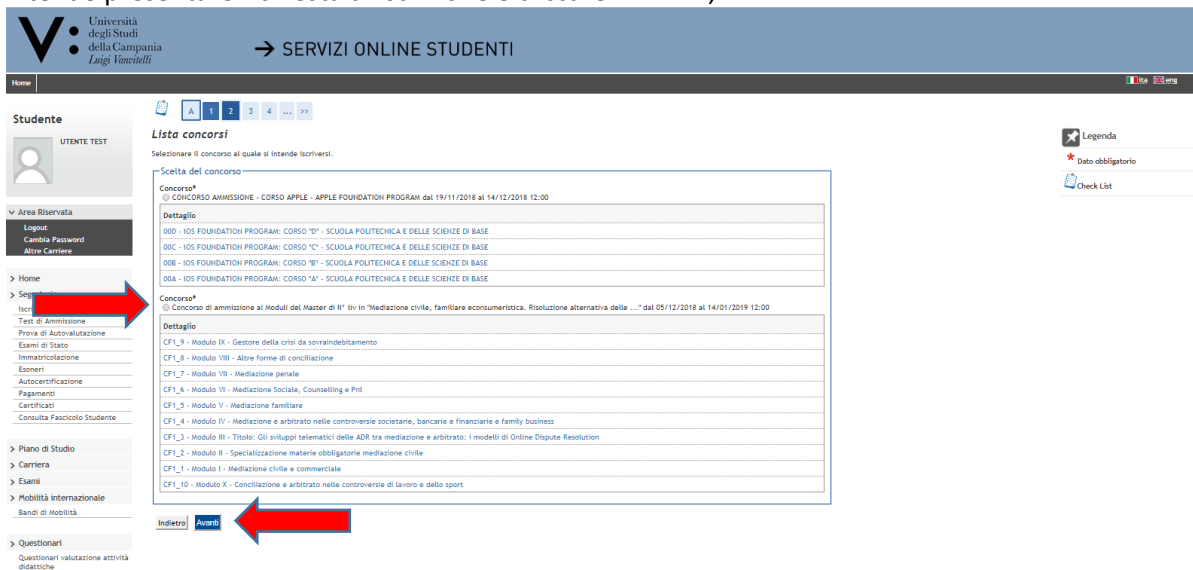 Università
degli Studi
della Campania
Luigi Vanvitelli
→ SERVIZI ONLINE STUDENTI
Home
ita eng
Studente
UTENTE TEST
Area Riservata
Logout
Cambia Password
Altre Carriere
Home
Test di Ammissione
Prova di Autovalutazione
Esami di Stato
Immatricolazione
Esoneri
Autocertificazione
Pagamenti
Certificati
Consulta Fascicolo Studente
Piano di Studio
Carriera
Esami
Mobilità internazionale
Bandi di Mobilità
Questionari
Questionari valutazione attività
didattiche
A 1 2 3 4 ... >>
Lista concorsi
Selezionare il concorso al quale si intende iscriversi.
Scelta del concorso
Concorso*
CONCORSO AMMISSIONE - CORSO APPLE - APPLE FOUNDATION PROGRAM dal 19/11/2018 al 14/12/2018 12:00
Dettaglio
00D - IOS FOUNDATION PROGRAM: CORSO "D" - SCUOLA POLITECNICA E DELLE SCIENZE DI BASE
00C - IOS FOUNDATION PROGRAM: CORSO "C" - SCUOLA POLITECNICA E DELLE SCIENZE DI BASE
00B - IOS FOUNDATION PROGRAM: CORSO "B" - SCUOLA POLITECNICA E DELLE SCIENZE DI BASE
00A - IOS FOUNDATION PROGRAM: CORSO "A" - SCUOLA POLITECNICA E DELLE SCIENZE DI BASE
Concorso*
Concorso di ammissione ai Moduli del Master di II° liv in "Mediazione civile, familiare econsumeristica. Risoluzione alternativa delle ..." dal 05/12/2018 al 14/01/2019 12:00
Dettaglio
CF1_9 - Modulo IX - Gestore della crisi da sovraindebitamento
CF1_8 - Modulo VIII - Altre forme di conciliazione
CF1_7 - Modulo VII - Mediazione penale
CF1_6 - Modulo VI - Mediazione Sociale, Counselling e Pnl
CF1_5 - Modulo V - Mediazione familiare
CF1_4 - Modulo IV - Mediazione e arbitrato nelle controversie societarie, bancarie e finanziarie e family business
CF1_3 - Modulo III - Titolo: Gli sviluppi telematici delle ADR tra mediazione e arbitrato: i modelli di Online Dispute Resolution
CF1_2 - Modulo II - Specializzazione materie obbligatorie mediazione civile
CF1_1 - Modulo I - Mediazione civile e commerciale
CF1_10 - Modulo X - Conciliazione e arbitrato nelle controversie di lavoro e dello sport
Indietro Avanti
Legenda
* Dato obbligatorio
Check List